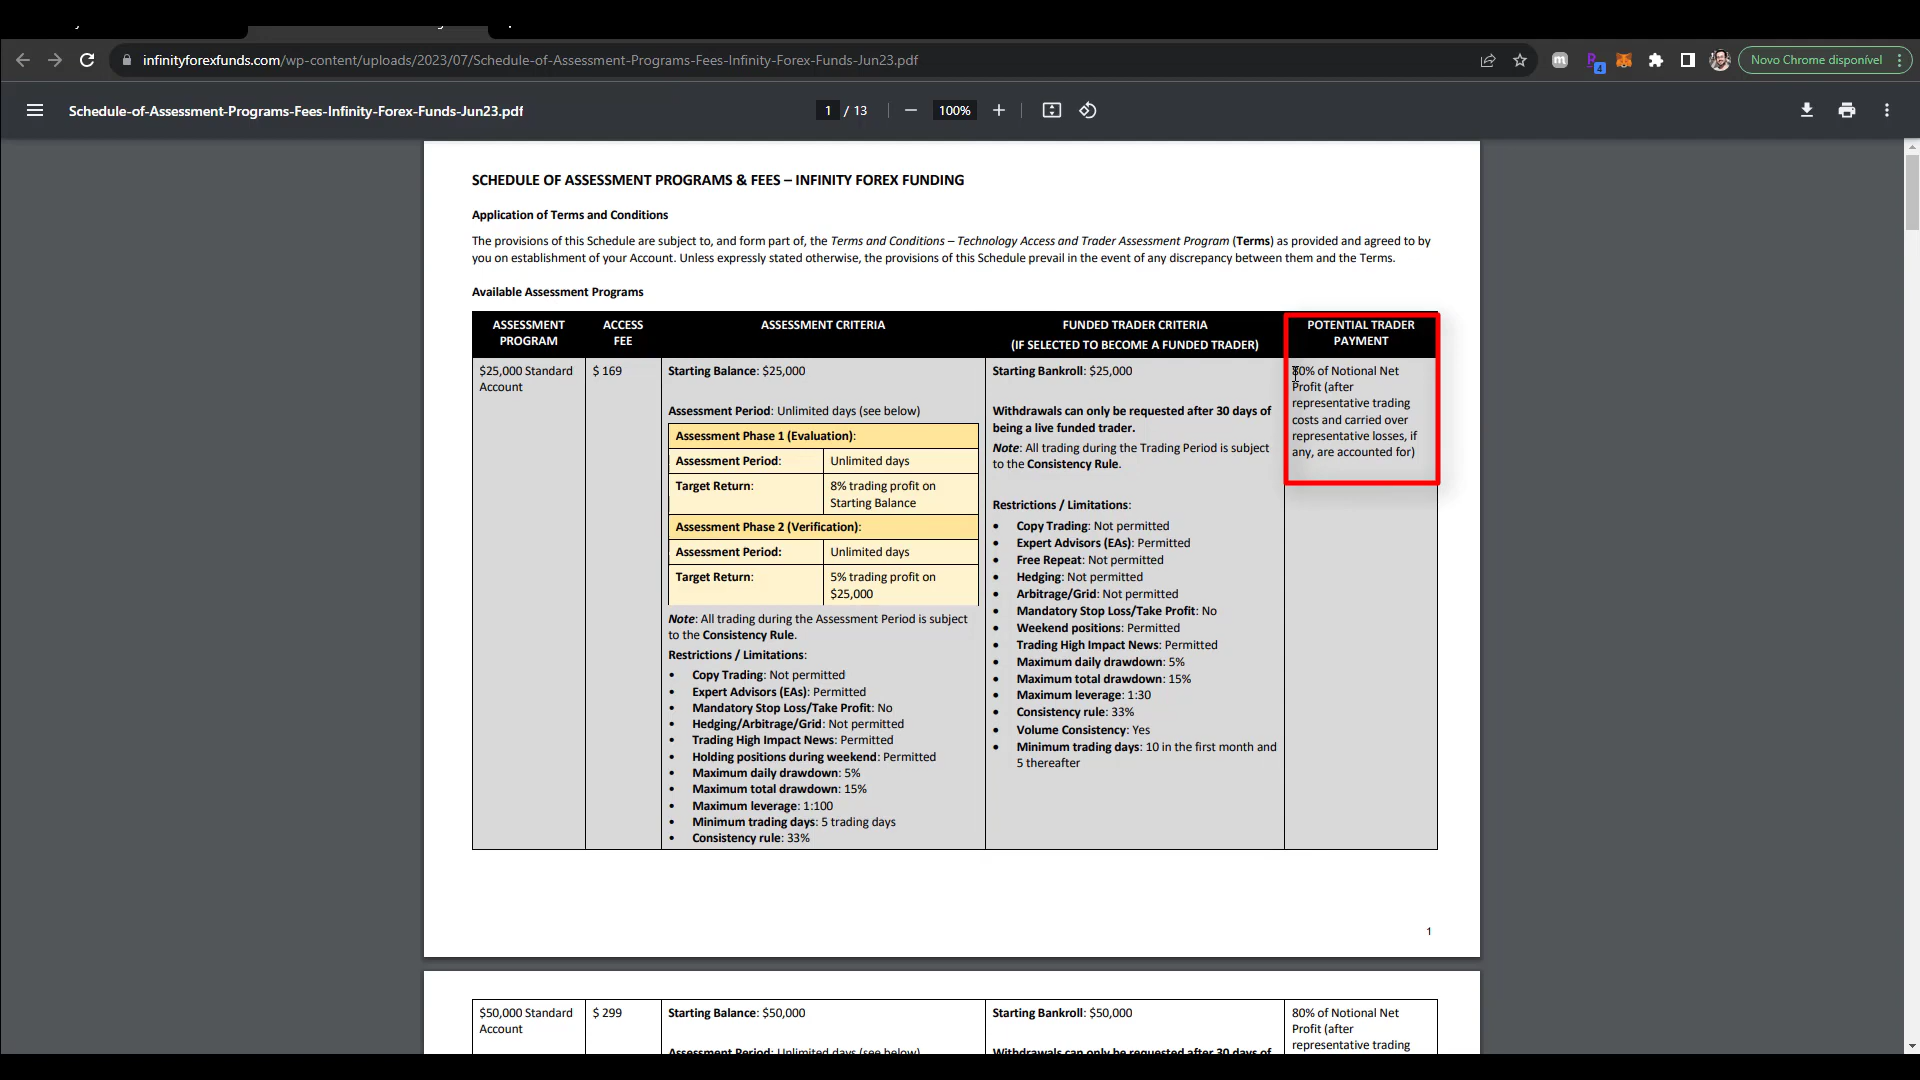 infinityforexfunds.com/wp-content/uploads/2023/07/Schedule-of-Assessment-Programs-Fees-Infinity-Forex-Funds-Jun23.pdf
4
Novo Chrome disponível
Schedule-of-Assessment-Programs-Fees-Infinity-Forex-Funds-Jun23.pdf
1 / 13
100%
SCHEDULE OF ASSESSMENT PROGRAMS & FEES – INFINITY FOREX FUNDING
Application of Terms and Conditions
The provisions of this Schedule are subject to, and form part of, the Terms and Conditions – Technology Access and Trader Assessment Program (Terms) as provided and agreed to by
you on establishment of your Account. Unless expressly stated otherwise, the provisions of this Schedule prevail in the event of any discrepancy between them and the Terms.
Available Assessment Programs
ASSESSMENT
PROGRAM
ACCESS
FEE
ASSESSMENT CRITERIA
FUNDED TRADER CRITERIA
(IF SELECTED TO BECOME A FUNDED TRADER)
POTENTIAL TRADER
PAYMENT
$25,000 Standard
Account
$ 169
Starting Balance: $25,000
Assessment Period: Unlimited days (see below)
Assessment Phase 1 (Evaluation):
Assessment Period: Unlimited days
Target Return: 8% trading profit on
Starting Balance
Assessment Phase 2 (Verification):
Assessment Period: Unlimited days
Target Return: 5% trading profit on
$25,000
Note: All trading during the Assessment Period is subject
to the Consistency Rule.
Restrictions / Limitations:
• Copy Trading: Not permitted
• Expert Advisors (EAs): Permitted
• Mandatory Stop Loss/Take Profit: No
• Hedging/Arbitrage/Grid: Not permitted
• Trading High Impact News: Permitted
• Holding positions during weekend: Permitted
• Maximum daily drawdown: 5%
• Maximum total drawdown: 15%
• Maximum leverage: 1:100
• Minimum trading days: 5 trading days
• Consistency rule: 33%
Starting Bankroll: $25,000
Withdrawals can only be requested after 30 days of
being a live funded trader.
Note: All trading during the Trading Period is subject
to the Consistency Rule.
Restrictions / Limitations:
• Copy Trading: Not permitted
• Expert Advisors (EAs): Permitted
• Free Repeat: Not permitted
• Hedging: Not permitted
• Arbitrage/Grid: Not permitted
• Mandatory Stop Loss/Take Profit: No
• Weekend positions: Permitted
• Trading High Impact News: Permitted
• Maximum daily drawdown: 5%
• Maximum total drawdown: 15%
• Maximum leverage: 1:30
• Consistency rule: 33%
• Volume Consistency: Yes
• Minimum trading days: 10 in the first month and
5 thereafter
80% of Notional Net
Profit (after
representative trading
costs and carried over
representative losses, if
any, are accounted for)
1
$50,000 Standard
Account
$ 299
Starting Balance: $50,000
Assessment Period: Unlimited days (see below)
Starting Bankroll: $50,000
Withdrawals can only be requested after 30 days of
80% of Notional Net
Profit (after
representative trading